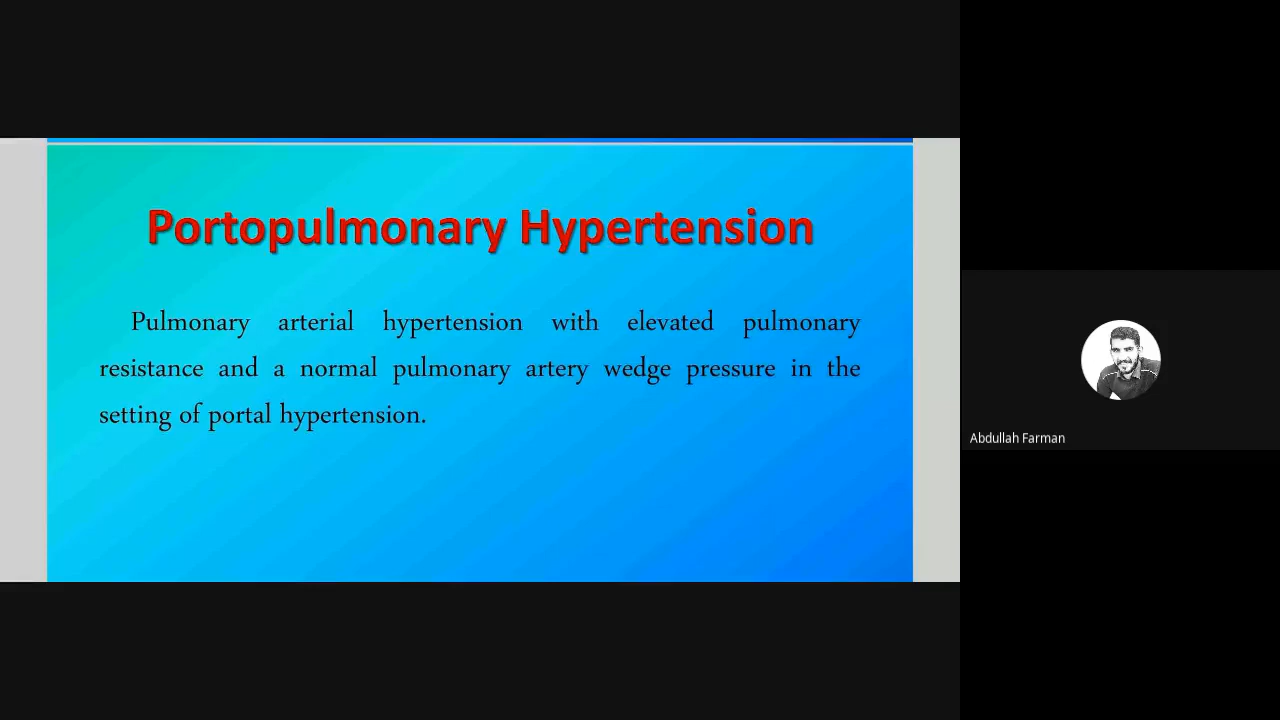 Portopulmonary Hypertension
Pulmonary arterial hypertension with elevated pulmonary
resistance and a normal pulmonary artery wedge pressure in the
setting of portal hypertension.
Abdullah Farman